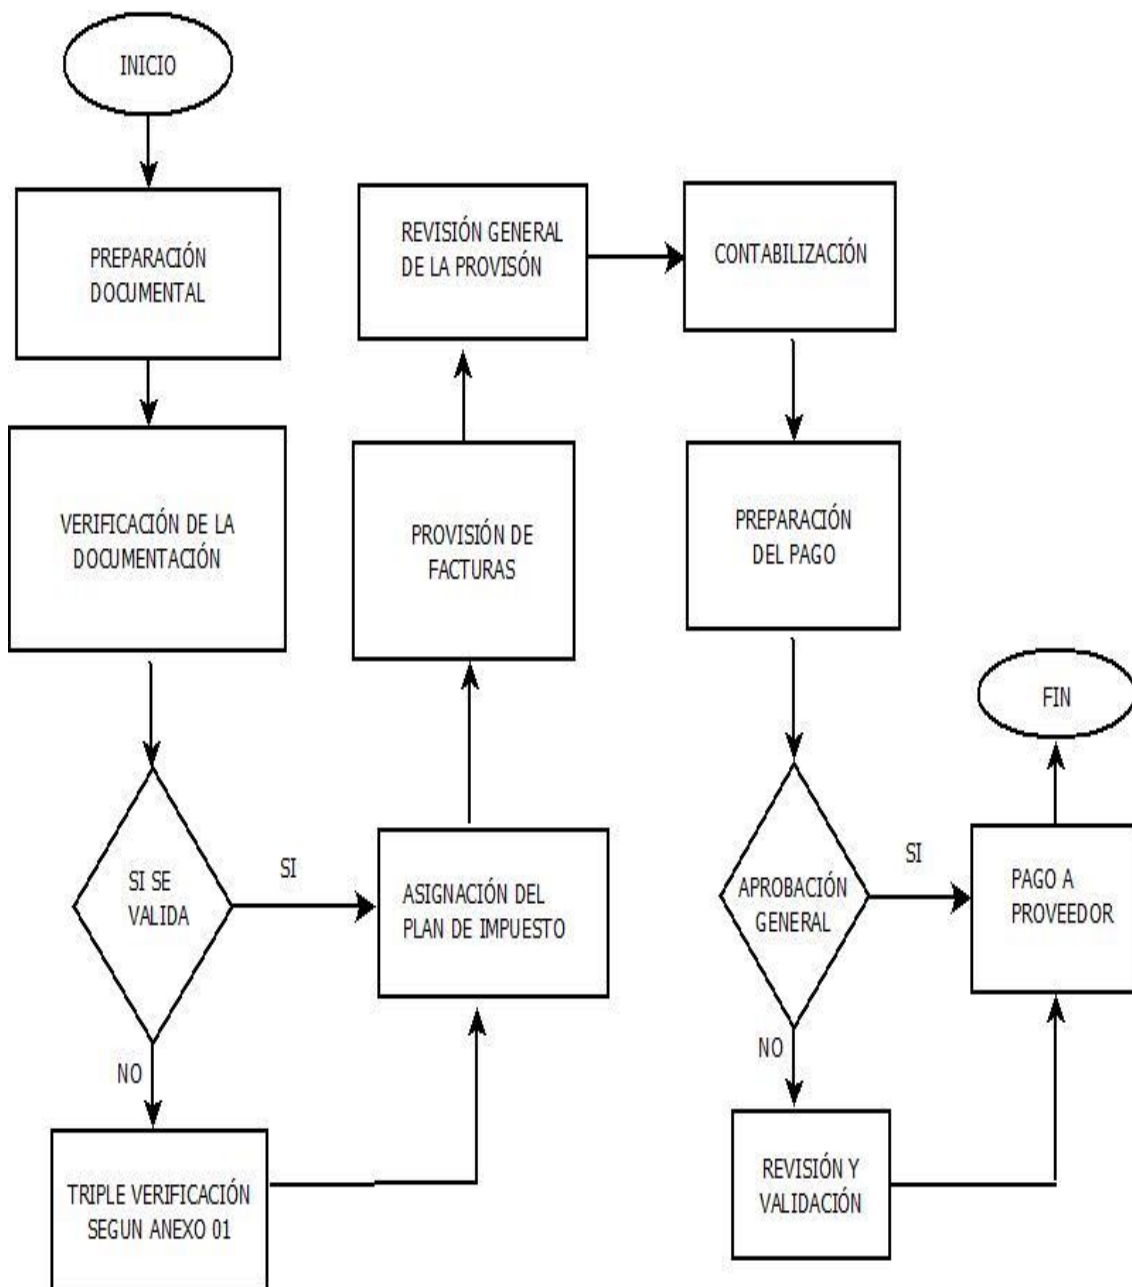 INICIO
PREPARACIÓN
DOCUMENTAL
VERIFICACIÓN DE LA
DOCUMENTACIÓN
SI SE
VALIDA
SI
NO
TRIPLE VERIFICACIÓN
SEGUN ANEXO 01
ASIGNACIÓN DEL
PLAN DE IMPUESTO
PROVISIÓN DE
FACTURAS
REVISIÓN GENERAL
DE LA PROVISÓN
CONTABILIZACIÓN
PREPARACIÓN
DEL PAGO
APROBACIÓN
GENERAL
SI
NO
REVISIÓN Y
VALIDACIÓN
PAGO A
PROVEEDOR
FIN